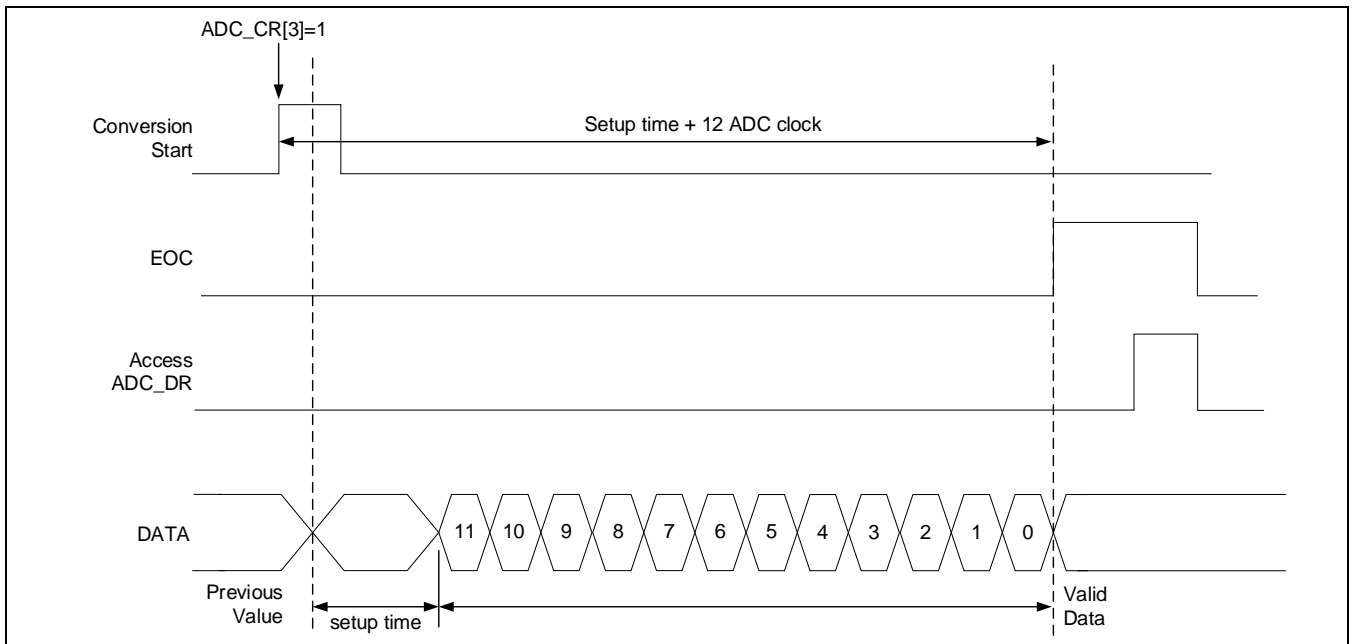 ADC_CR[3]=1
Conversion
Start
Setup time + 12 ADC clock
EOC
Access
ADC_DR
DATA
11 10 9 8 7 6 5 4 3 2 1 0
Previous
Value
setup time
Valid
Data